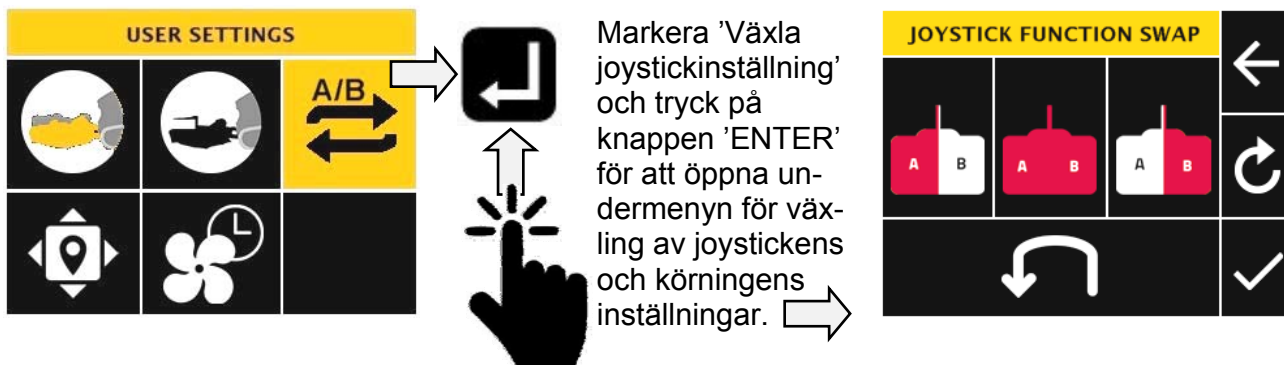 USER SETTINGS
A/B
Markera 'Växla
joystickinställning'
och tryck på
knappen 'ENTER'
för att öppna un-
dermenyn för väx-
ling av joystickens
och körningens
inställningar.
JOYSTICK FUNCTION SWAP
A B
A B
A B